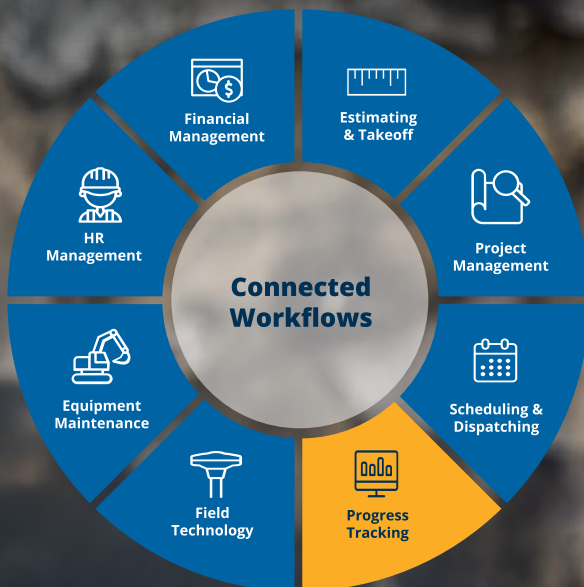 Financial
Management
Estimating
& Takeoff
HR
Management
Project
Management
Connected
Workflows
Equipment
Maintenance
Scheduling &
Dispatching
Field
Technology
Progress
Tracking